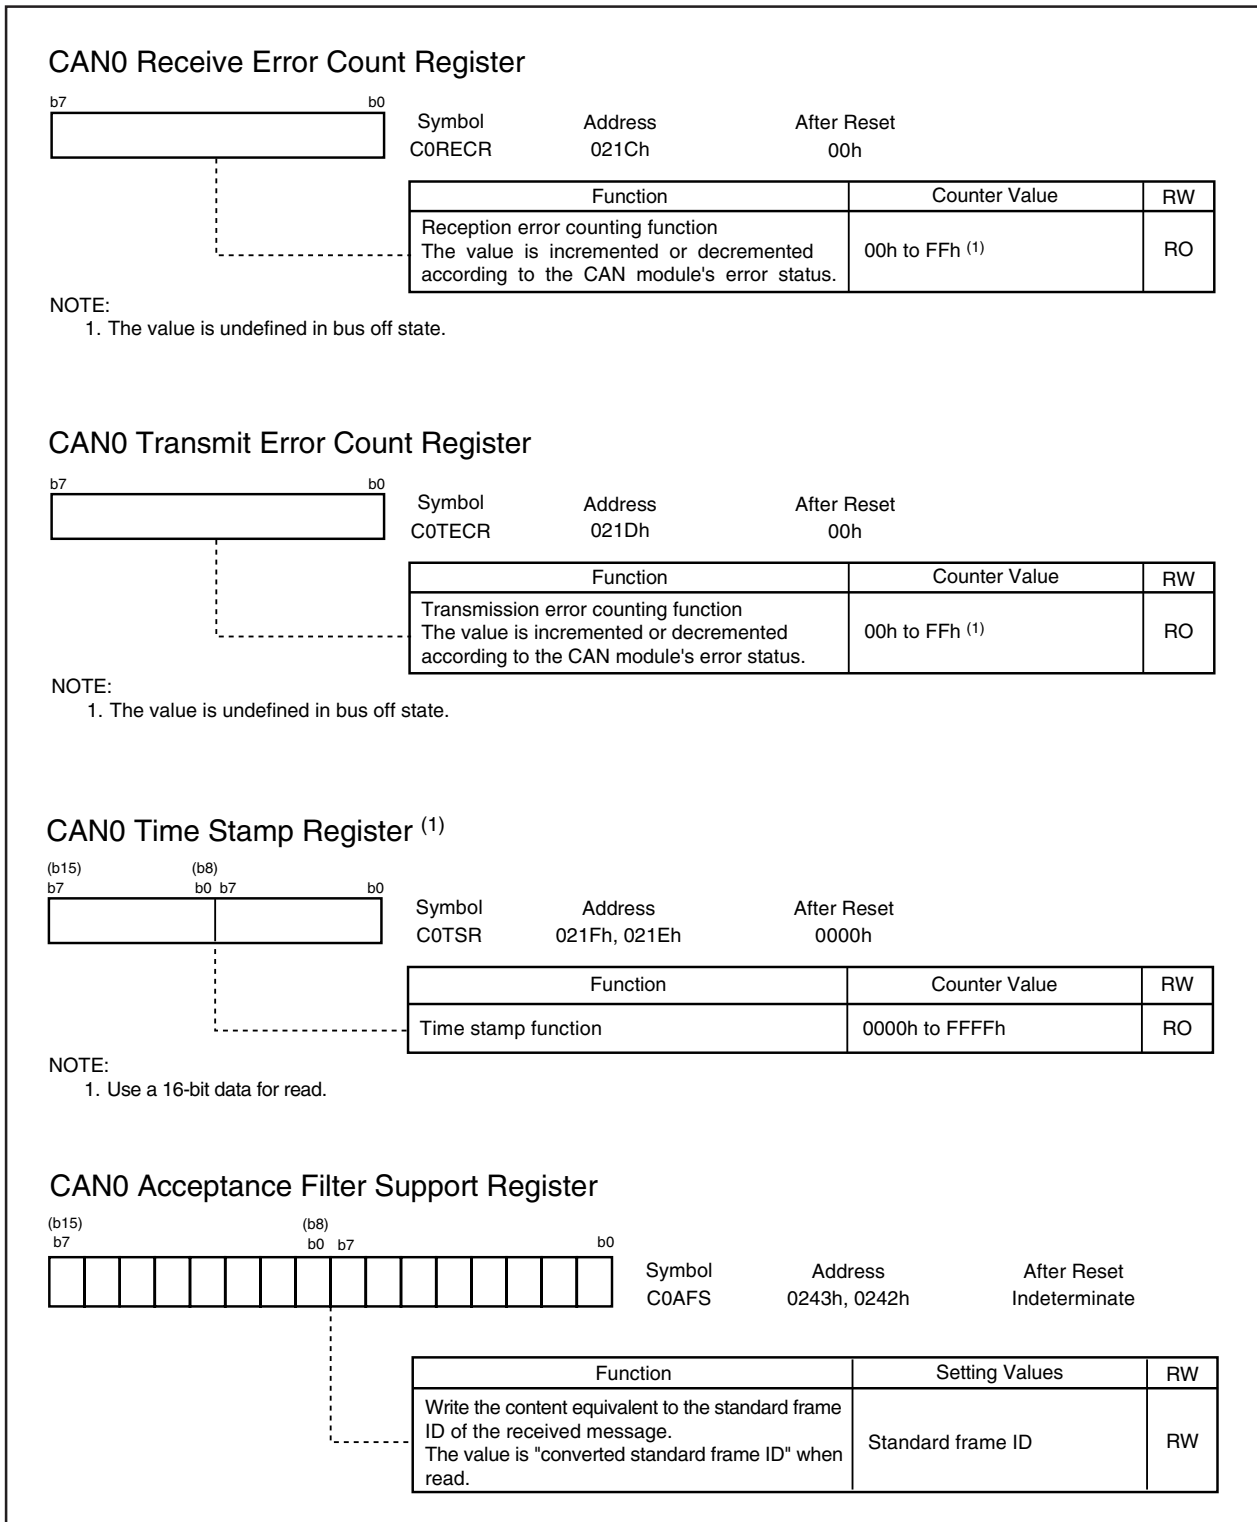 CAN0 Receive Error Count Register
b7 b0
Symbol Address After Reset
C0RECR 021Ch 00h
Function Counter Value RW
Reception error counting function
The value is incremented or decremented
according to the CAN module's error status.
00h to FFh (1)
RO
NOTE:
1. The value is undefined in bus off state.
CAN0 Transmit Error Count Register
b7 b0
Symbol Address After Reset
C0TECR 021Dh 00h
Function Counter Value RW
Transmission error counting function
The value is incremented or decremented
according to the CAN module's error status.
00h to FFh (1)
RO
NOTE:
1. The value is undefined in bus off state.
CAN0 Time Stamp Register (1)
(b15) (b8)
b7 b0 b7 b0
Symbol Address After Reset
C0TSR 021Fh, 021Eh 0000h
Function Counter Value RW
Time stamp function 0000h to FFFFh RO
NOTE:
1. Use a 16-bit data for read.
CAN0 Acceptance Filter Support Register
(b15) (b8)
b7 b0 b7 b0
Symbol Address After Reset
C0AFS 0243h, 0242h Indeterminate
Function Setting Values RW
Write the content equivalent to the standard frame
ID of the received message.
The value is "converted standard frame ID" when
read.
Standard frame ID
RW